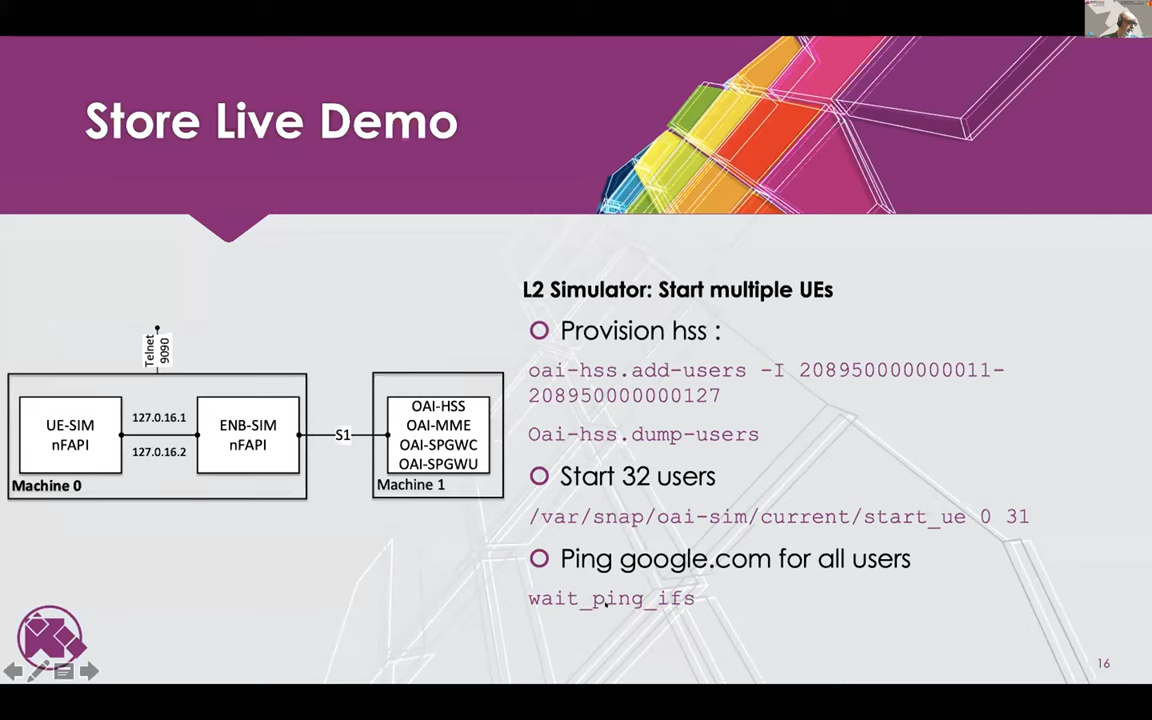 Store Live Demo
L2 Simulator: Start multiple UEs
Provision hss :
oai-hss.add-users -I 208950000000011-
208950000000127
Oai-hss.dump-users
Start 32 users
/var/snap/oai-sim/current/start_ue 0 31
Ping google.com for all users
wait_ping_ifs
Telnet
9090
UE-SIM
nFAPI
127.0.16.1
127.0.16.2
ENB-SIM
nFAPI
S1
OAI-HSS
OAI-MME
OAI-SPGWC
OAI-SPGWU
Machine 0
Machine 1
16